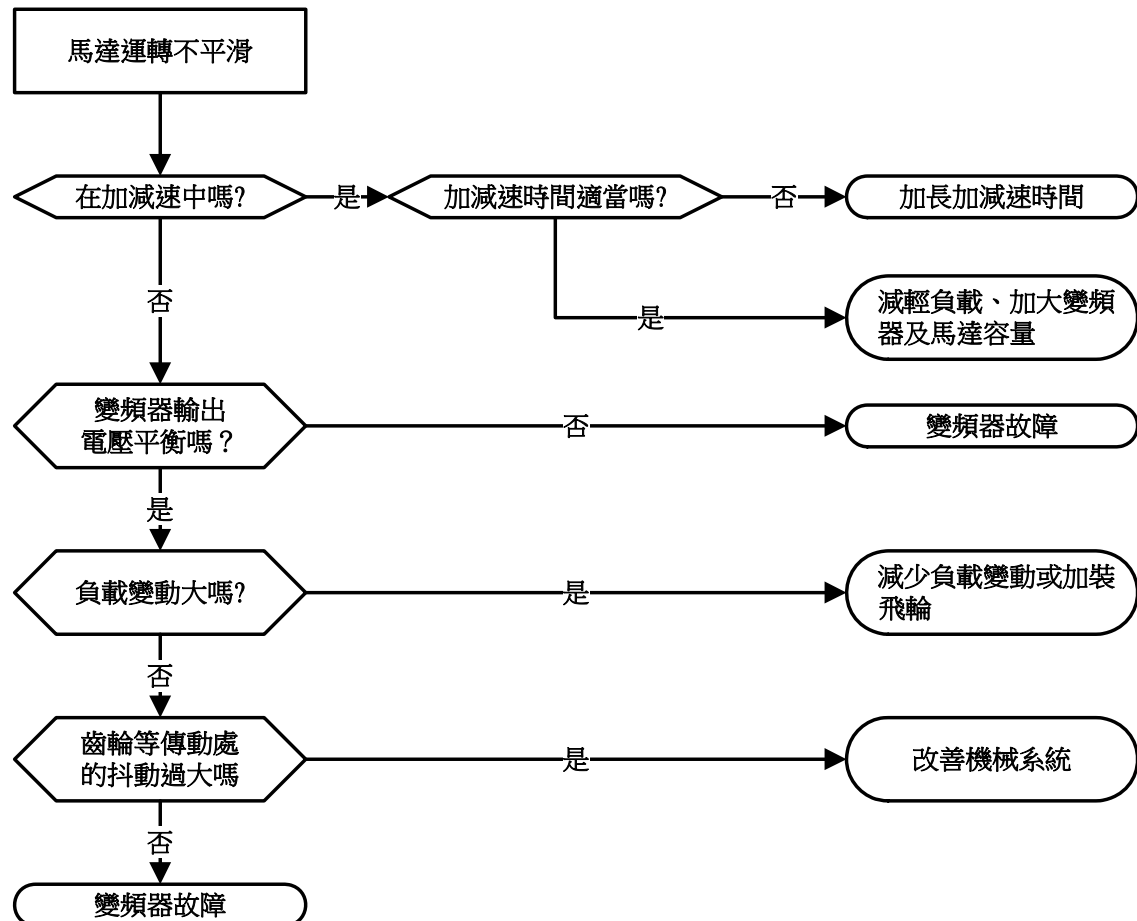 馬達運轉不平滑
在加減速中嗎?
是
加減速時間適當嗎?
否
加長加減速時間
否
是
減輕負載、加大變頻
器及馬達容量
變頻器輸出
電壓平衡嗎？
否
變頻器故障
是
負載變動大嗎?
是
減少負載變動或加裝
飛輪
否
齒輪等傳動處
的抖動過大嗎
是
改善機械系統
否
變頻器故障